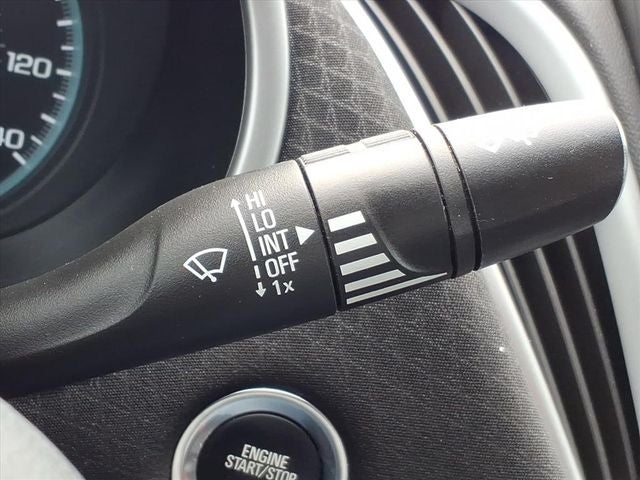 120
40
HI
LO
INT
OFF
1x
ENGINE
START/STOP